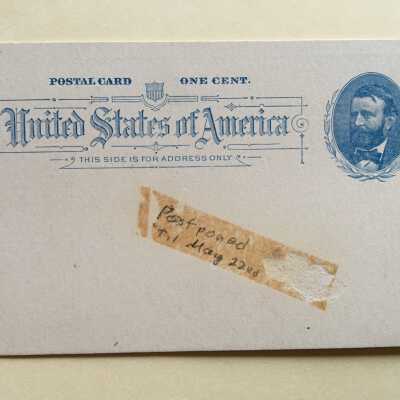 POSTAL CARD ONE CENT.
United States of America
THIS SIDE IS FOR ADDRESS ONLY
Postponed
'Til May 22nd